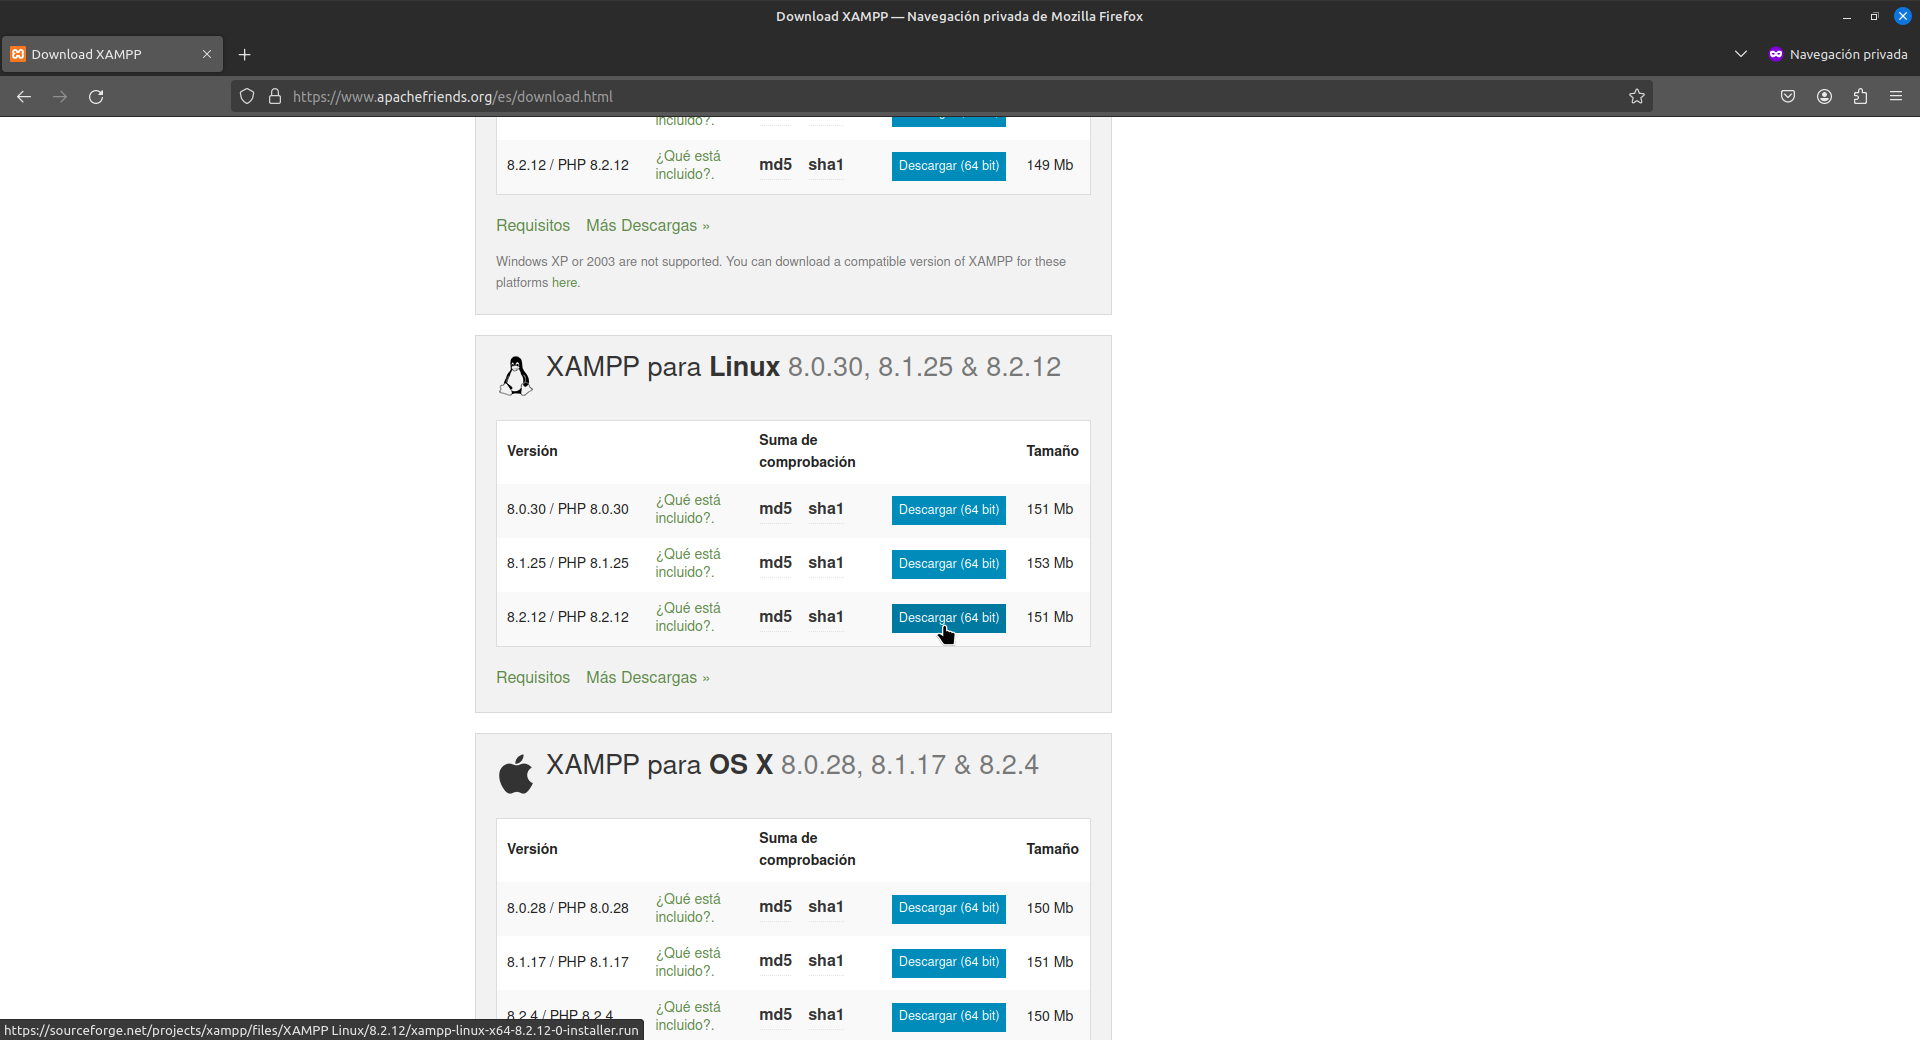 Download XAMPP — Navegación privada de Mozilla Firefox
Download XAMPP
Navegación privada
https://www.apachefriends.org/es/download.html
incluido?.
8.2.12 / PHP 8.2.12 ¿Qué está incluido?. md5 sha1 Descargar (64 bit) 149 Mb
Requisitos Más Descargas »
Windows XP or 2003 are not supported. You can download a compatible version of XAMPP for these
platforms here.
XAMPP para Linux 8.0.30, 8.1.25 & 8.2.12
Versión Suma de comprobación Tamaño
8.0.30 / PHP 8.0.30 ¿Qué está incluido?. md5 sha1 Descargar (64 bit) 151 Mb
8.1.25 / PHP 8.1.25 ¿Qué está incluido?. md5 sha1 Descargar (64 bit) 153 Mb
8.2.12 / PHP 8.2.12 ¿Qué está incluido?. md5 sha1 Descargar (64 bit) 151 Mb
Requisitos Más Descargas »
XAMPP para OS X 8.0.28, 8.1.17 & 8.2.4
Versión Suma de comprobación Tamaño
8.0.28 / PHP 8.0.28 ¿Qué está incluido?. md5 sha1 Descargar (64 bit) 150 Mb
8.1.17 / PHP 8.1.17 ¿Qué está incluido?. md5 sha1 Descargar (64 bit) 151 Mb
8.2.4 / PHP 8.2.4 ¿Qué está incluido?. md5 sha1 Descargar (64 bit) 150 Mb
https://sourceforge.net/projects/xampp/files/XAMPP Linux/8.2.12/xampp-linux-x64-8.2.12-0-installer.run